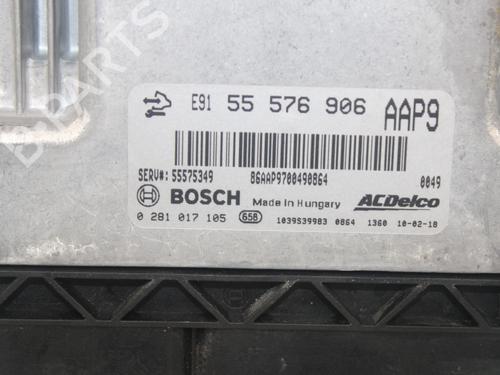 B-PARTS
E91 55 576 906 AAP9
SERV#: 55575349 86AAP9700490864 0049
BOSCH Made in Hungary ACDelco
0 281 017 105 G58 1039S39983 0864 1360 10-02-18